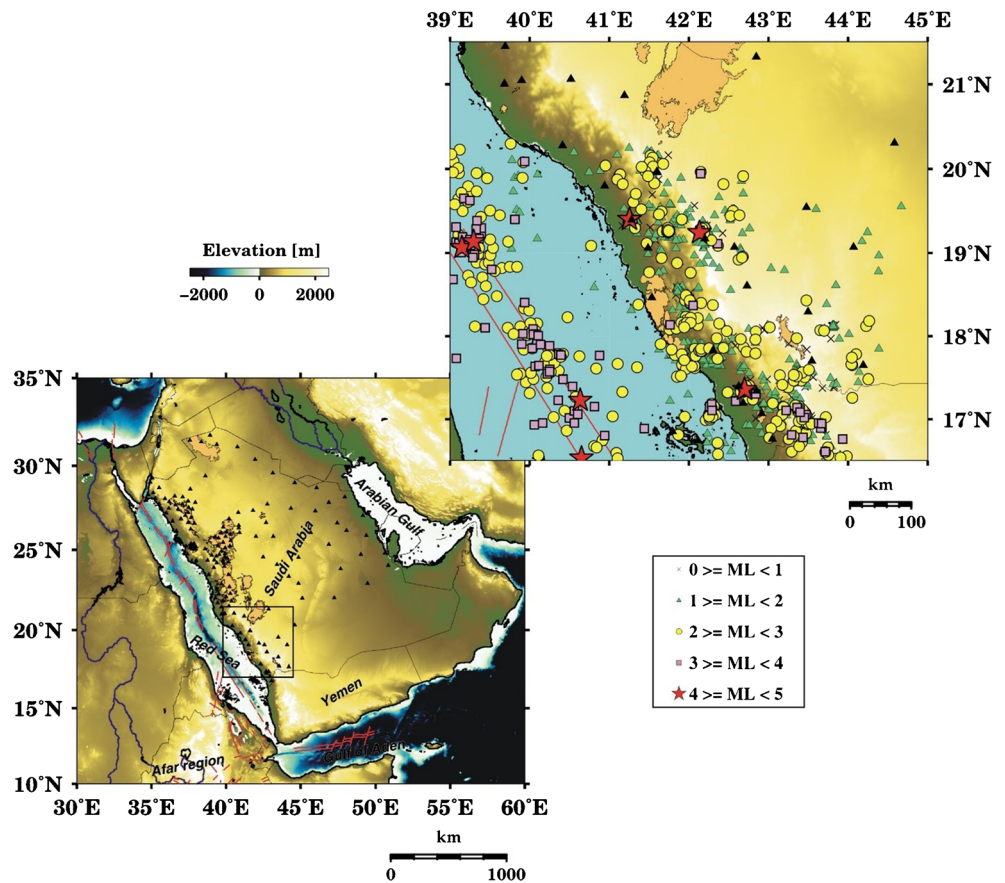 39°E 40°E 41°E 42°E 43°E 44°E 45°E
21°N
20°N
19°N
18°N
17°N
km
0 100
Elevation [m]
−2000 0 2000
35°N
30°N
25°N
20°N
15°N
10°N
Arabian Gulf
Saudi Arabia
Red Sea
Yemen
Gulf of Aden
Afar region
30°E 35°E 40°E 45°E 50°E 55°E 60°E
km
0 1000
0 >= ML < 1
1 >= ML < 2
2 >= ML < 3
3 >= ML < 4
4 >= ML < 5